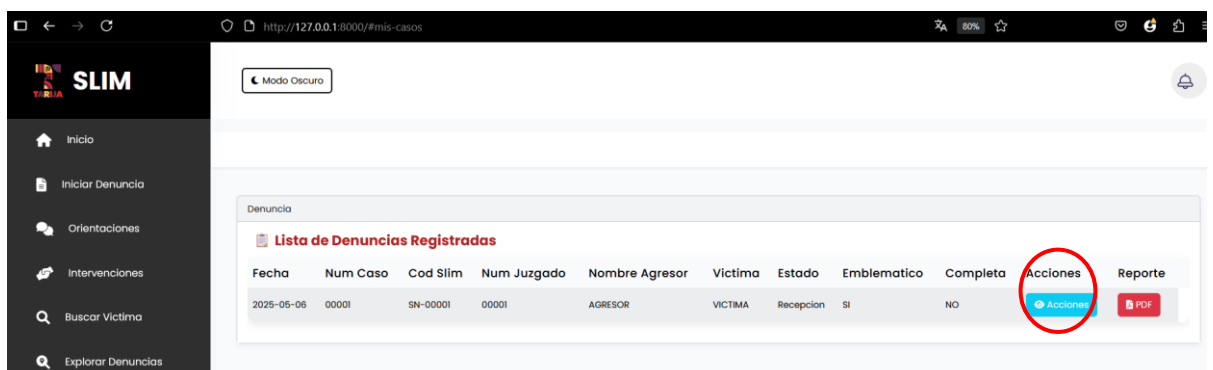 http://127.0.0.1:8000/#mis-casos 80%
TARIJA SLIM
Modo Oscuro
Inicio
Iniciar Denuncia
Orientaciones
Intervenciones
Buscar Victima
Explorar Denuncias
Denuncia
Lista de Denuncias Registradas
Fecha Num Caso Cod Slim Num Juzgado Nombre Agresor Victima Estado Emblematico Completa Acciones Reporte
2025-05-06 00001 SN-00001 00001 AGRESOR VICTIMA Recepcion SI NO Acciones PDF